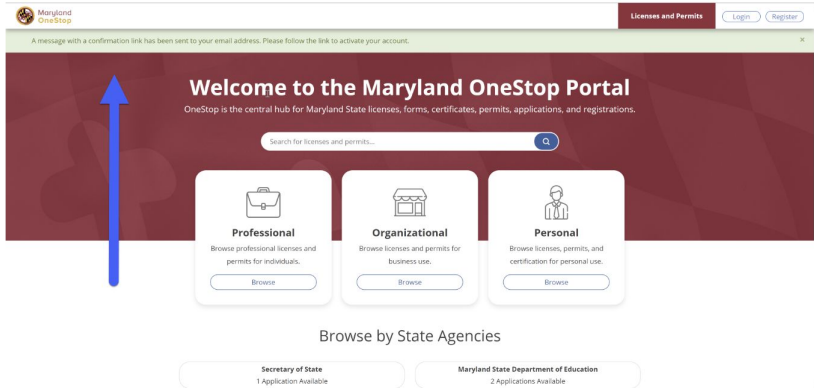 Maryland
OneStop
Licenses and Permits
Login
Register
A message with a confirmation link has been sent to your email address. Please follow the link to activate your account.
×
Welcome to the Maryland OneStop Portal
OneStop is the central hub for Maryland State licenses, forms, certificates, permits, applications, and registrations.
Search for licenses and permits...
Professional
Browse professional licenses and
permits for individuals.
Browse
Organizational
Browse licenses and permits for
business use.
Browse
Personal
Browse licenses, permits, and
certification for personal use.
Browse
Browse by State Agencies
Secretary of State
1 Application Available
Maryland State Department of Education
2 Applications Available